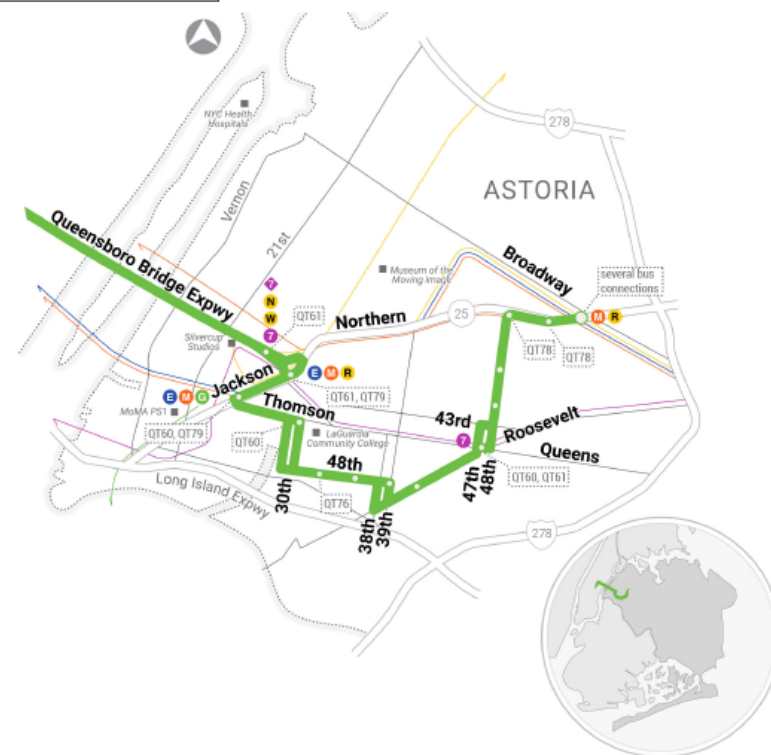 NYC Health
Hospitals
278
Vernon
21st
ASTORIA
Queensboro Bridge Expwy
Museum of the
Moving Image
Broadway
several bus
connections
7
N
W
7
QT61
Northern
25
M R
Silvercup
Studios
QT78
QT78
E M R
Jackson
E M G
QT61, QT79
MoMA PS1
Thomson
43rd
Roosevelt
QT60, QT79
QT60
LaGuardia
Community College
7
Queens
48th
47th
48th
QT60, QT61
Long Island Expwy
30th
QT76
38th
39th
278